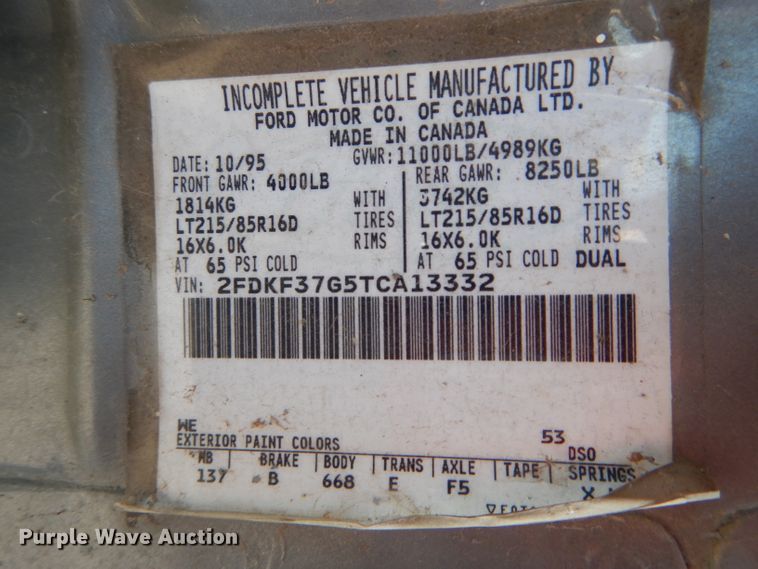 INCOMPLETE VEHICLE MANUFACTURED BY
FORD MOTOR CO. OF CANADA LTD.
MADE IN CANADA
DATE: 10/95 GVWR: 11000LB/4989KG
FRONT GAWR: 4000LB REAR GAWR: 8250LB
1814KG WITH 3742KG WITH
LT215/85R16D TIRES LT215/85R16D TIRES
16X6.0K RIMS 16X6.0K RIMS
AT 65 PSI COLD AT 65 PSI COLD DUAL
VIN: 2FDKF37G5TCA13332
WE 53
EXTERIOR PAINT COLORS DSO
WB BRAKE BODY TRANS AXLE TAPE SPRINGS
137 B 668 E F5 X
Purple Wave Auction